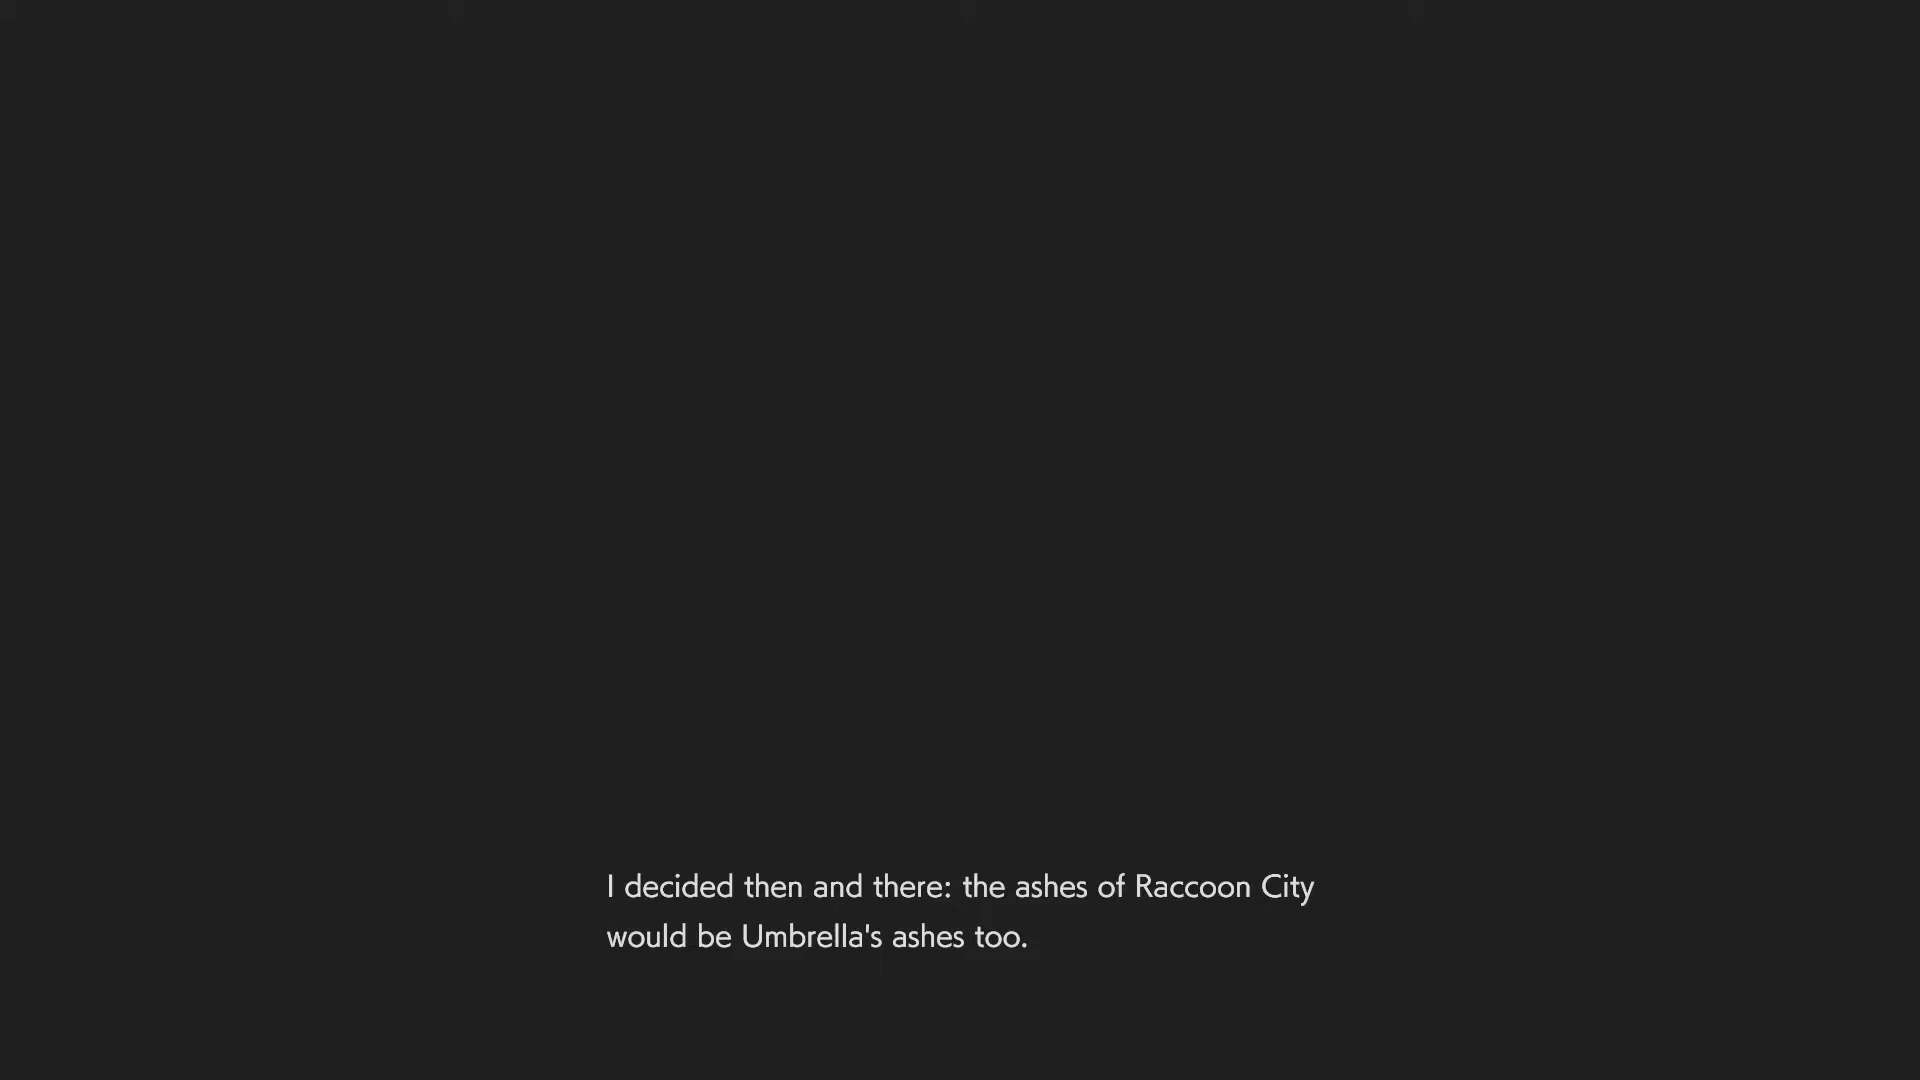 I decided then and there: the ashes of Raccoon City
would be Umbrella's ashes too.